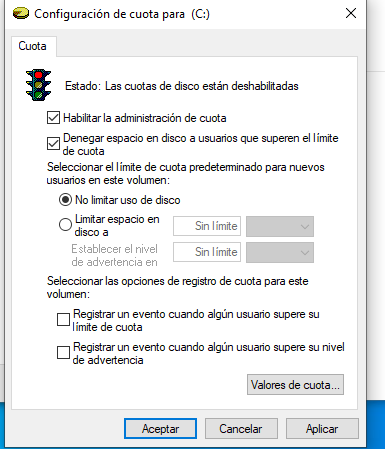 Configuración de cuota para (C:)
Cuota
Estado: Las cuotas de disco están deshabilitadas
Habilitar la administración de cuota
Denegar espacio en disco a usuarios que superen el límite
de cuota
Seleccionar el límite de cuota predeterminado para nuevos
usuarios en este volumen:
No limitar uso de disco
Limitar espacio en
disco a
Sin límite
Establecer el nivel
de advertencia en
Sin límite
Seleccionar las opciones de registro de cuota para este
volumen:
Registrar un evento cuando algún usuario supere su
límite de cuota
Registrar un evento cuando algún usuario supere su nivel
de advertencia
Valores de cuota...
Aceptar
Cancelar
Aplicar